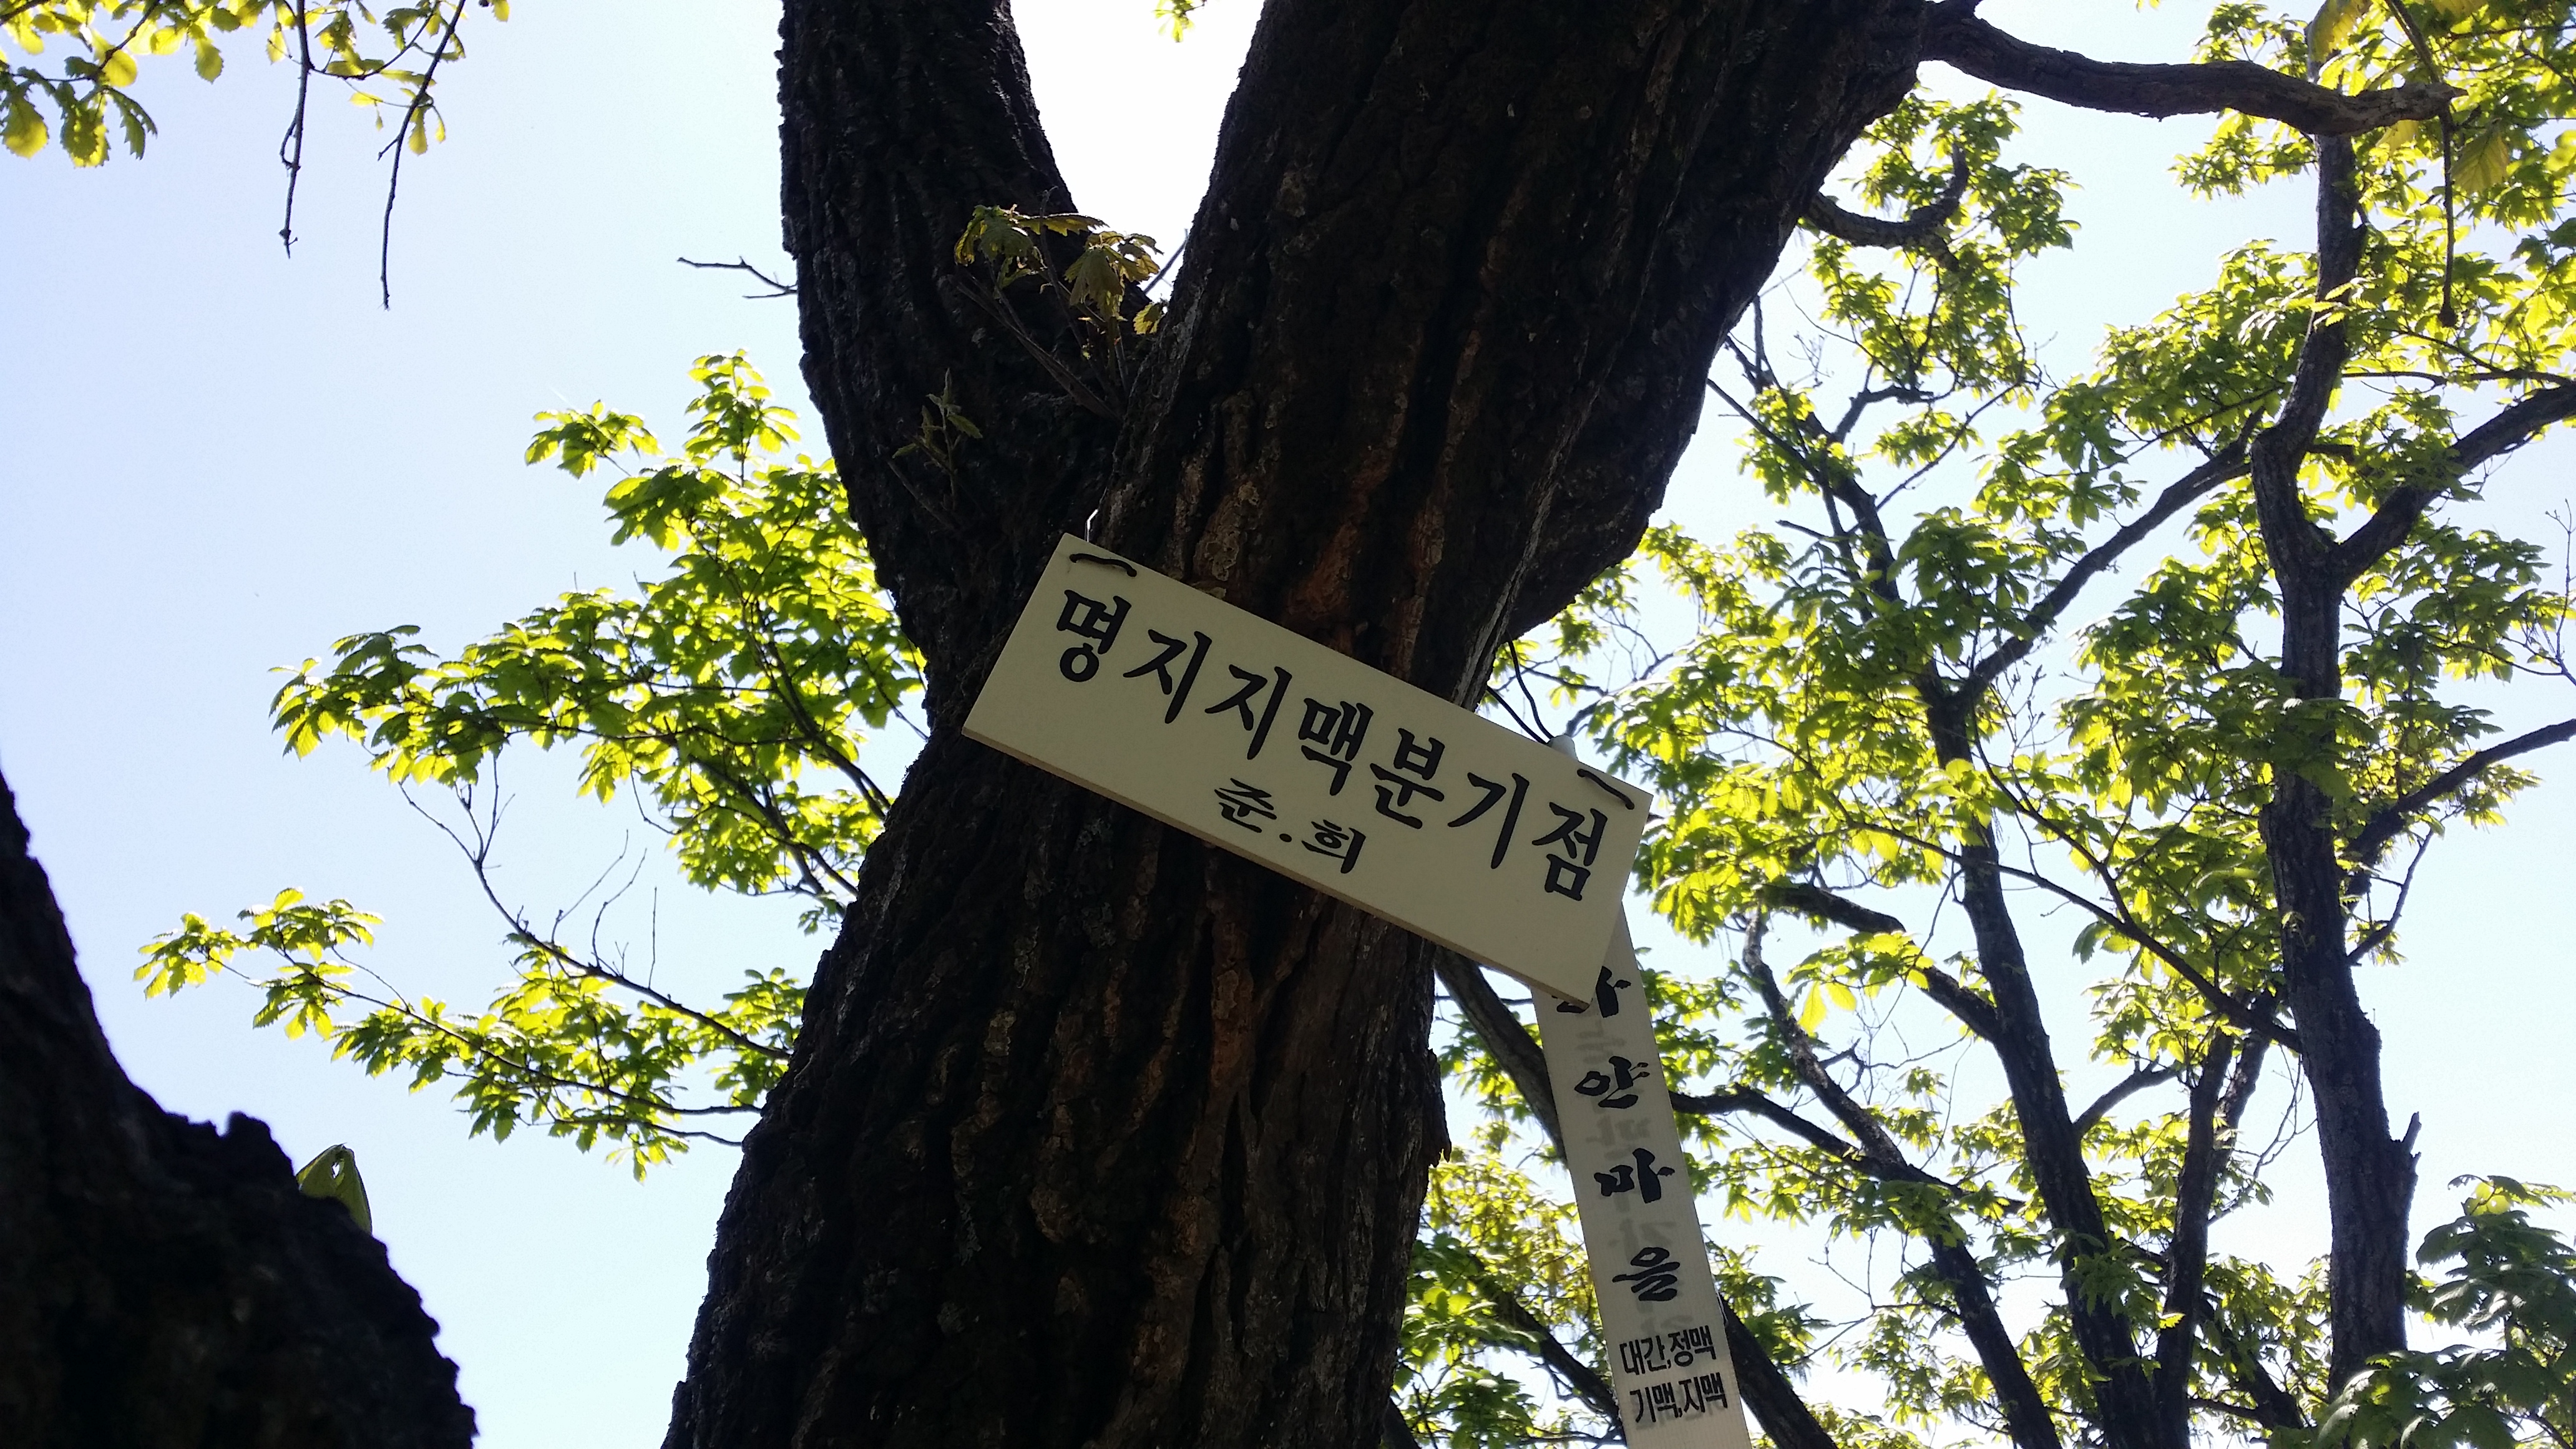 명지지맥분기점
준.희
안
마
을
대간,정맥
기맥,지맥